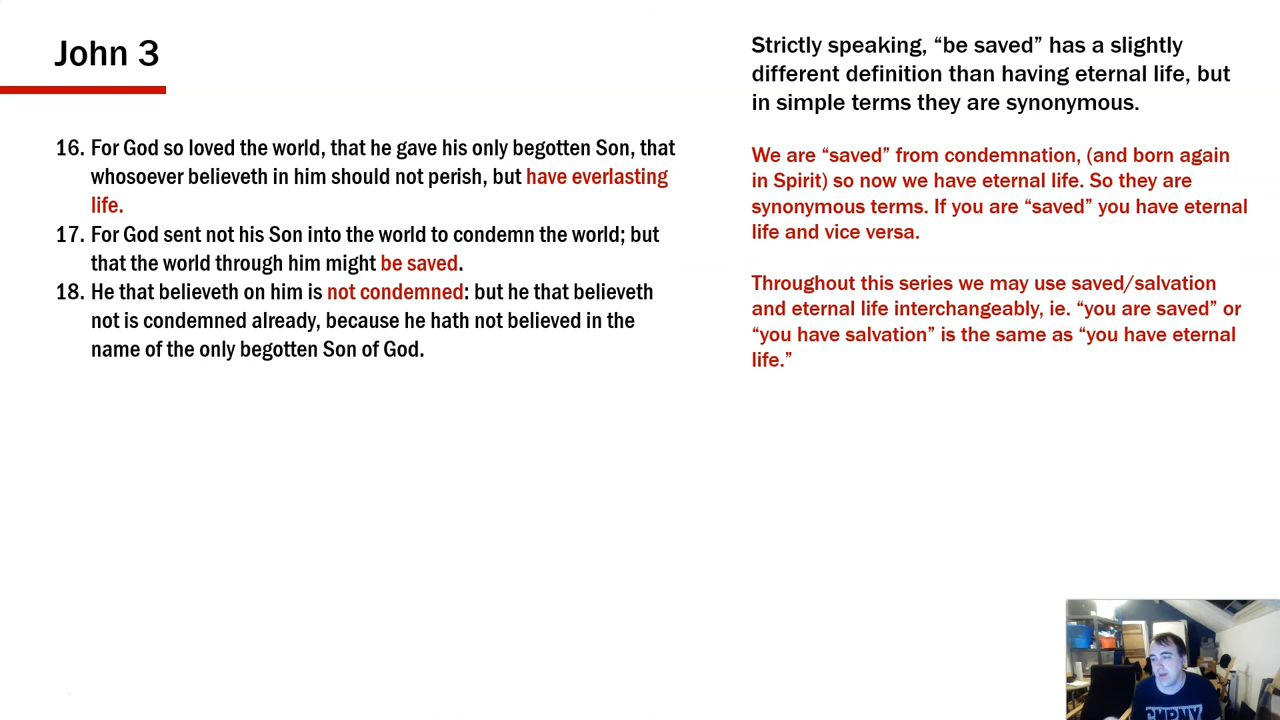 John 3
16. For God so loved the world, that he gave his only begotten Son, that
whosoever believeth in him should not perish, but have everlasting
life.
17. For God sent not his Son into the world to condemn the world; but
that the world through him might be saved.
18. He that believeth on him is not condemned: but he that believeth
not is condemned already, because he hath not believed in the
name of the only begotten Son of God.
Strictly speaking, “be saved” has a slightly
different definition than having eternal life, but
in simple terms they are synonymous.
We are “saved” from condemnation, (and born again
in Spirit) so now we have eternal life. So they are
synonymous terms. If you are “saved” you have eternal
life and vice versa.
Throughout this series we may use saved/salvation
and eternal life interchangeably, ie. “you are saved” or
“you have salvation” is the same as “you have eternal
life.”